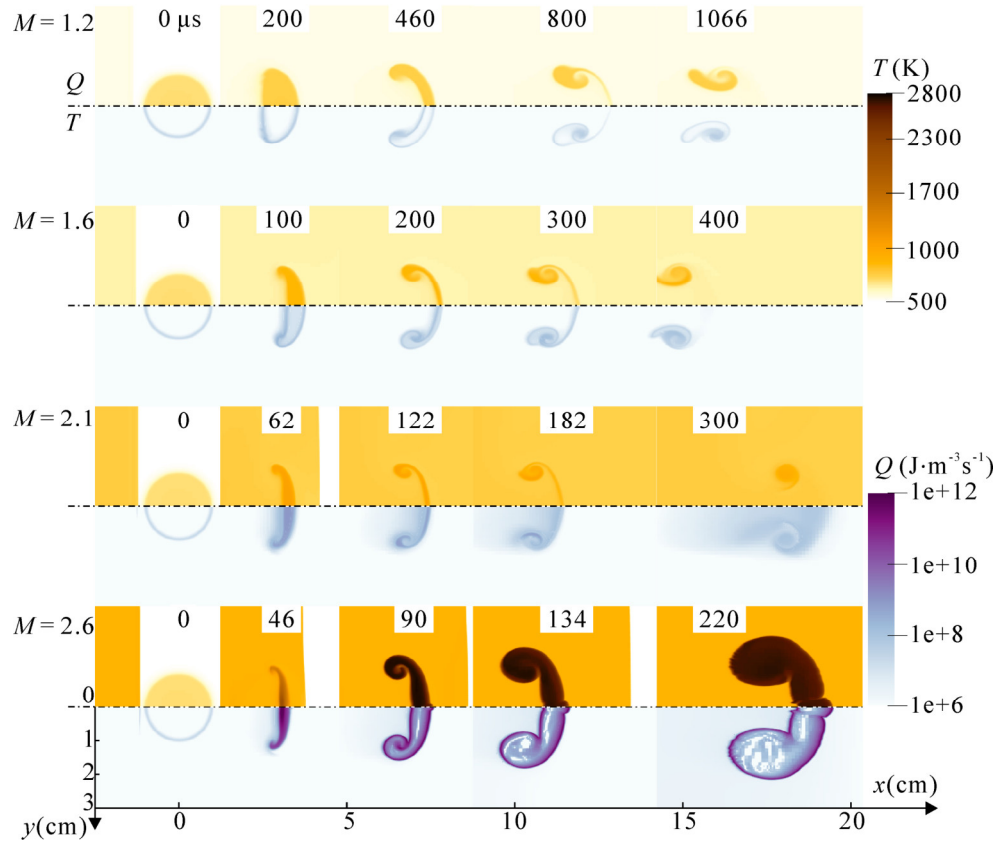 M = 1.2 0 μs 200 460 800 1066
Q
T
T (K)
2800
2300
1700
1000
500
M = 1.6 0 100 200 300 400
M = 2.1 0 62 122 182 300
Q (J·m⁻³s⁻¹)
1e+12
1e+10
1e+8
1e+6
M = 2.6 0 46 90 134 220
0
1
2
3
y(cm) 0 5 10 15 20
x(cm)